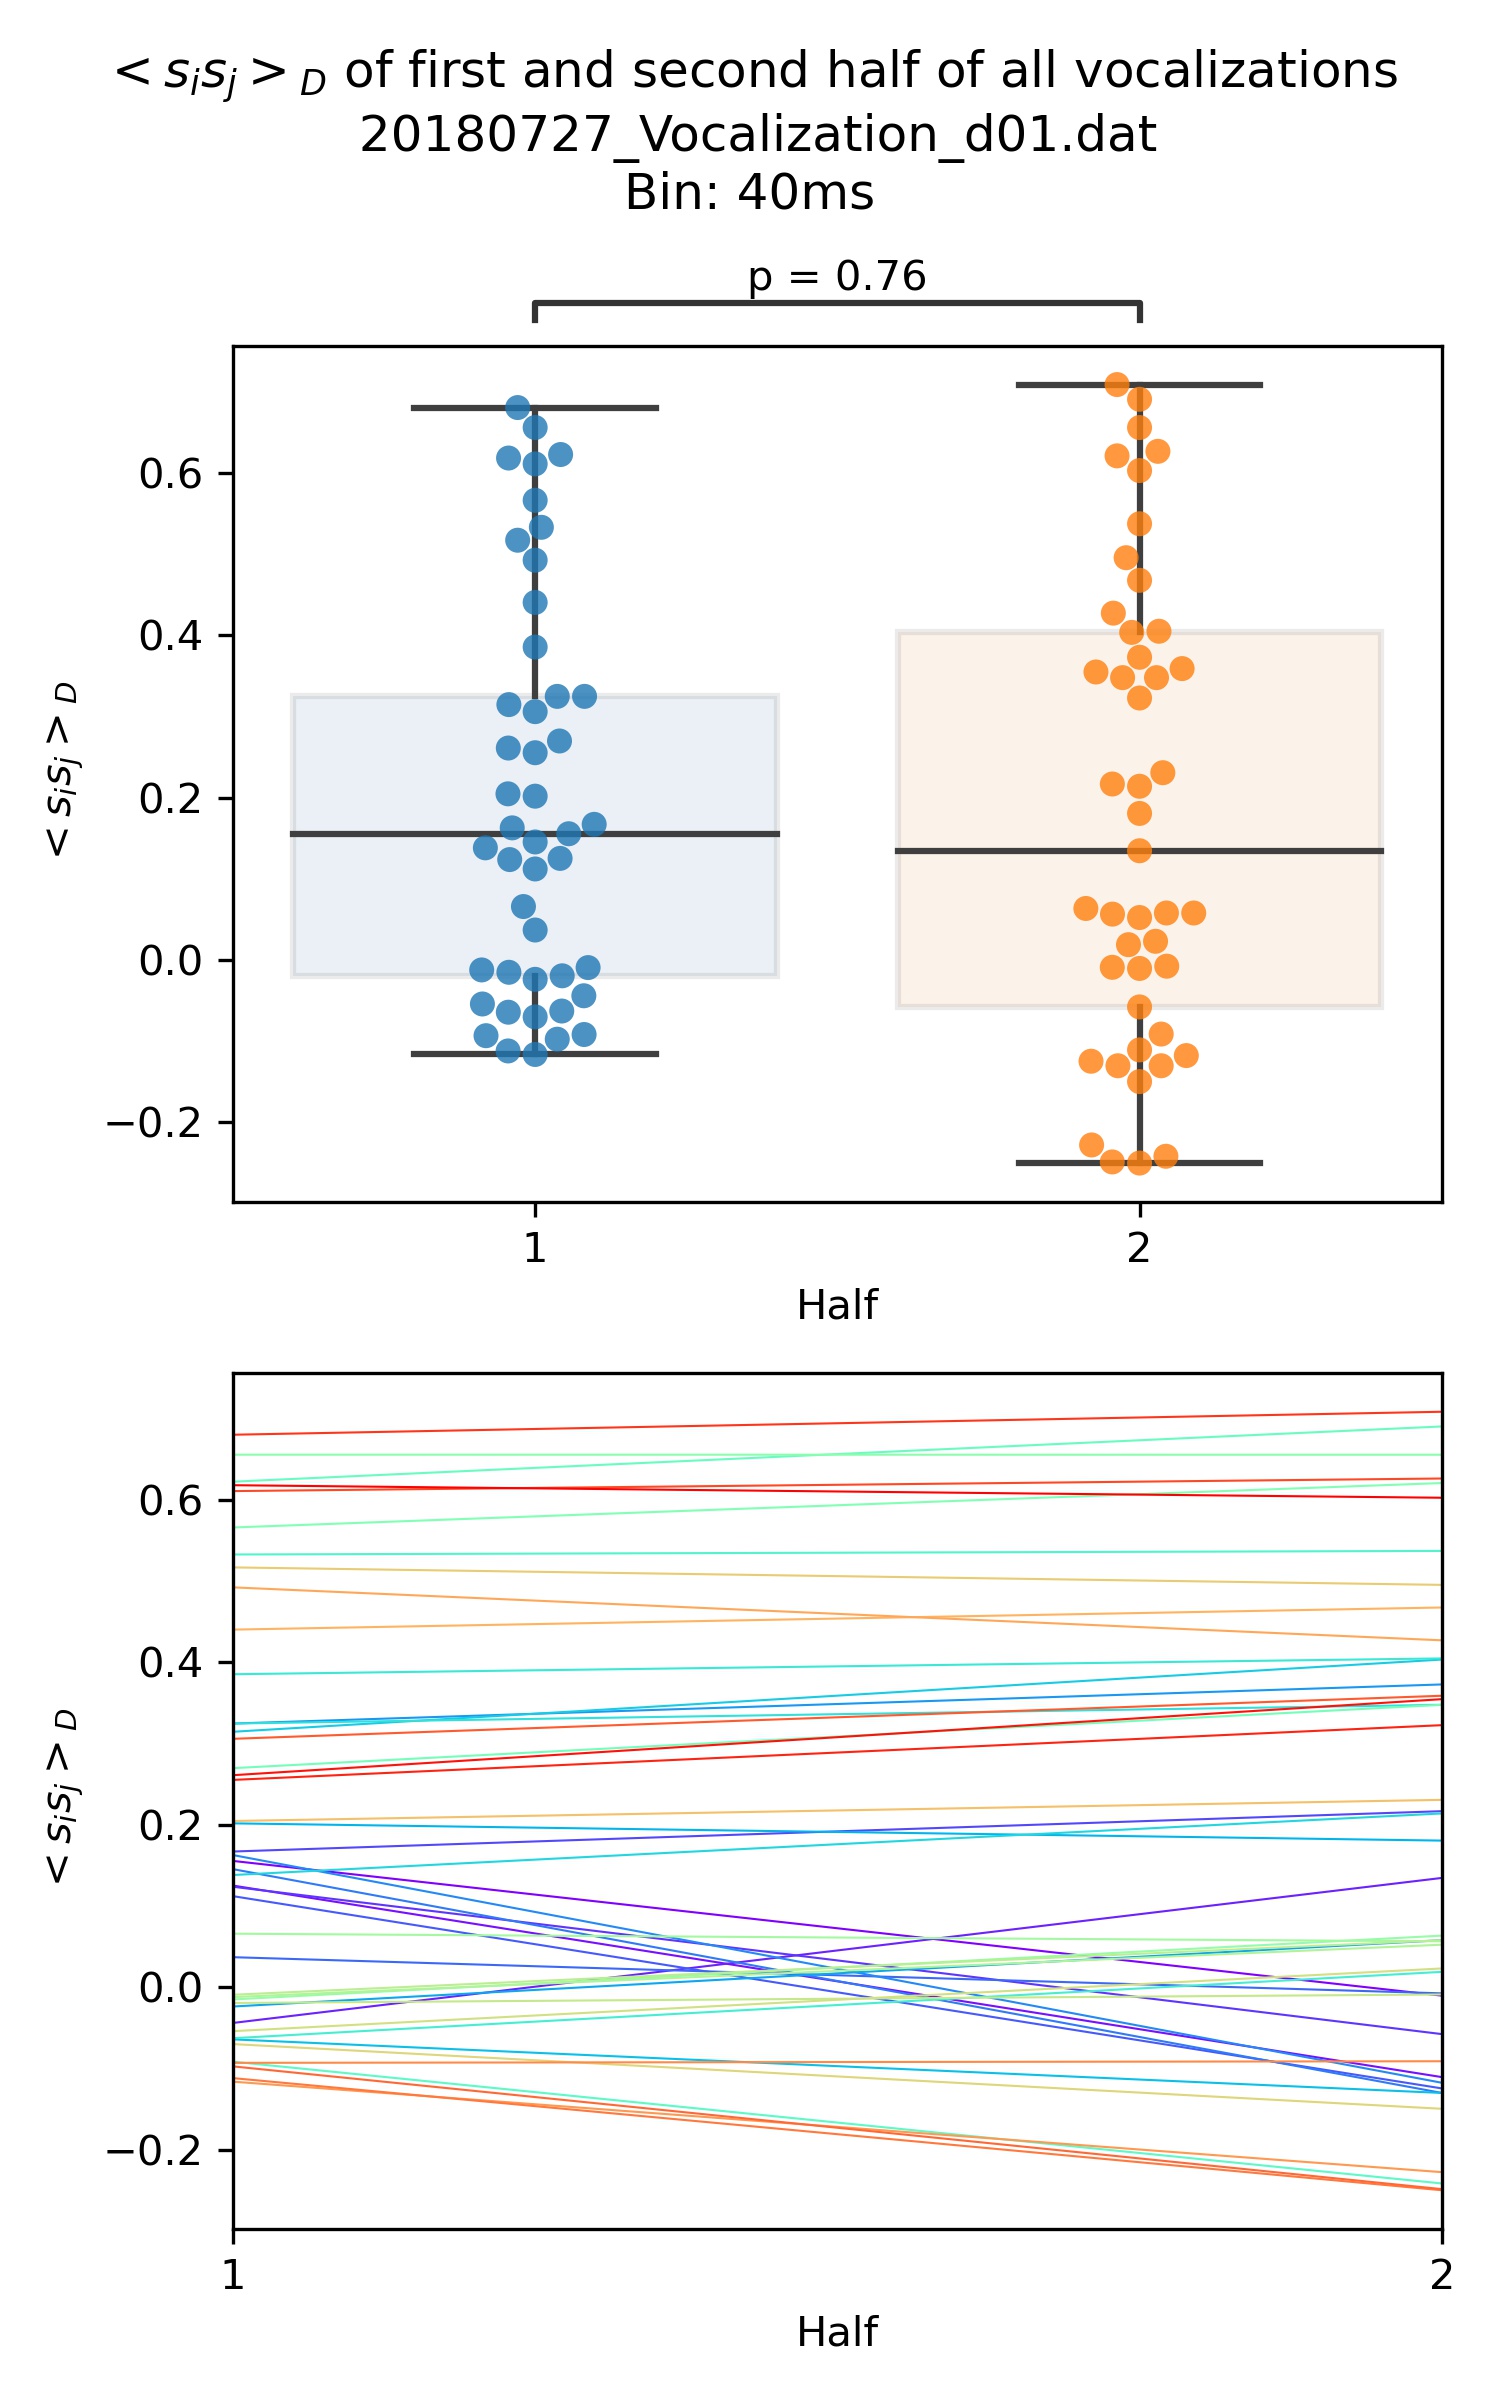 <s_i s_j>_D of first and second half of all vocalizations
20180727_Vocalization_d01.dat
Bin: 40ms
p = 0.76
<s_i s_j>_D
0.6
0.4
0.2
0.0
−0.2
1 2
Half
<s_i s_j>_D
0.6
0.4
0.2
0.0
−0.2
1 2
Half